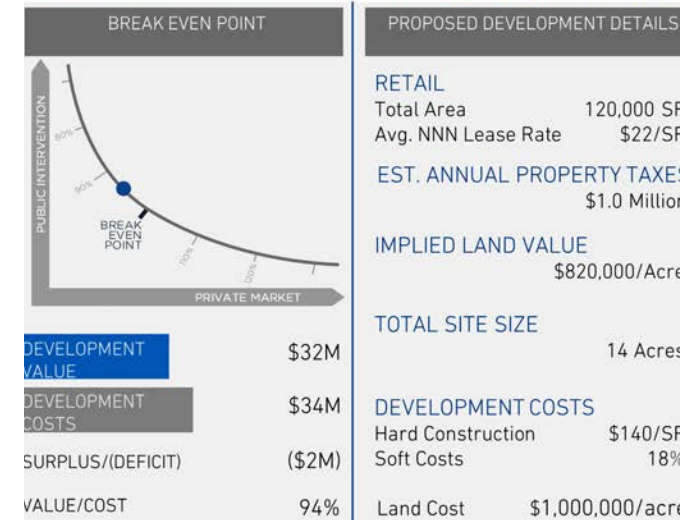 BREAK EVEN POINT
PUBLIC INTERVENTION
80%
90%
BREAK
EVEN
POINT
110%
120%
PRIVATE MARKET
DEVELOPMENT
VALUE
$32M
DEVELOPMENT
COSTS
$34M
SURPLUS/(DEFICIT) ($2M)
VALUE/COST 94%
PROPOSED DEVELOPMENT DETAILS
RETAIL
Total Area 120,000 SF
Avg. NNN Lease Rate $22/SF
EST. ANNUAL PROPERTY TAXES
$1.0 Million
IMPLIED LAND VALUE
$820,000/Acre
TOTAL SITE SIZE
14 Acres
DEVELOPMENT COSTS
Hard Construction $140/SF
Soft Costs 18%
Land Cost $1,000,000/acre